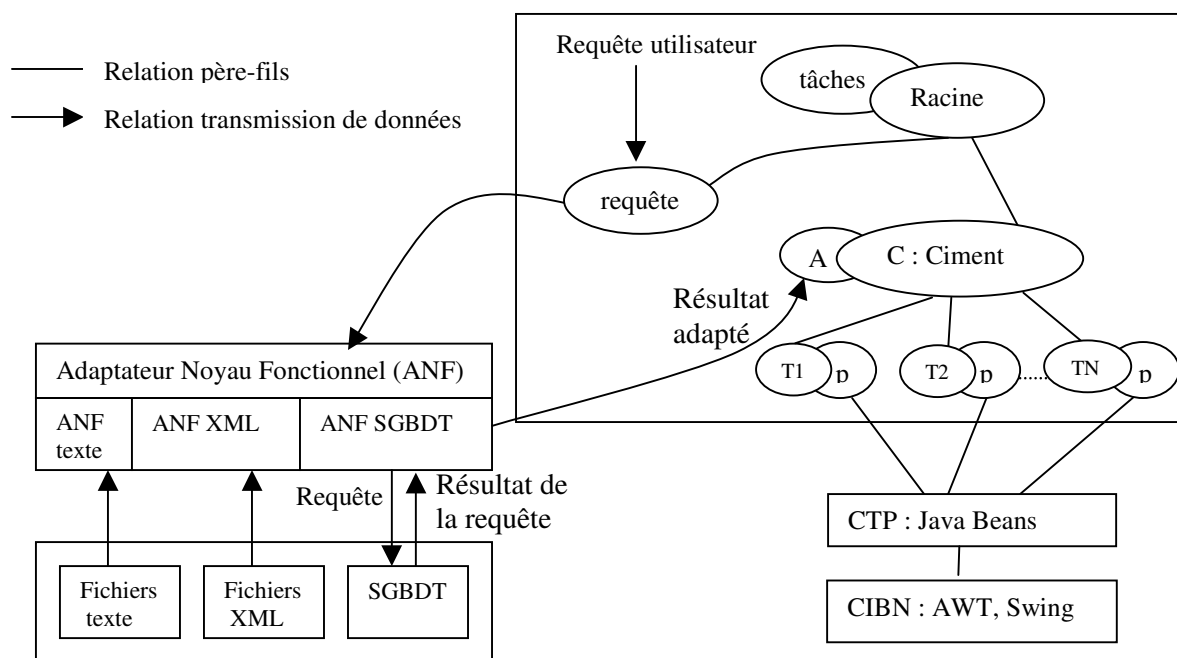 Relation père-fils
Relation transmission de données
Requête utilisateur
tâches
Racine
requête
A
C : Ciment
Résultat
adapté
T1
p
T2
p
......
TN
p
Adaptateur Noyau Fonctionnel (ANF)
ANF
texte
ANF XML
ANF SGBDT
Requête
Résultat de
la requête
Fichiers
texte
Fichiers
XML
SGBDT
CTP : Java Beans
CIBN : AWT, Swing